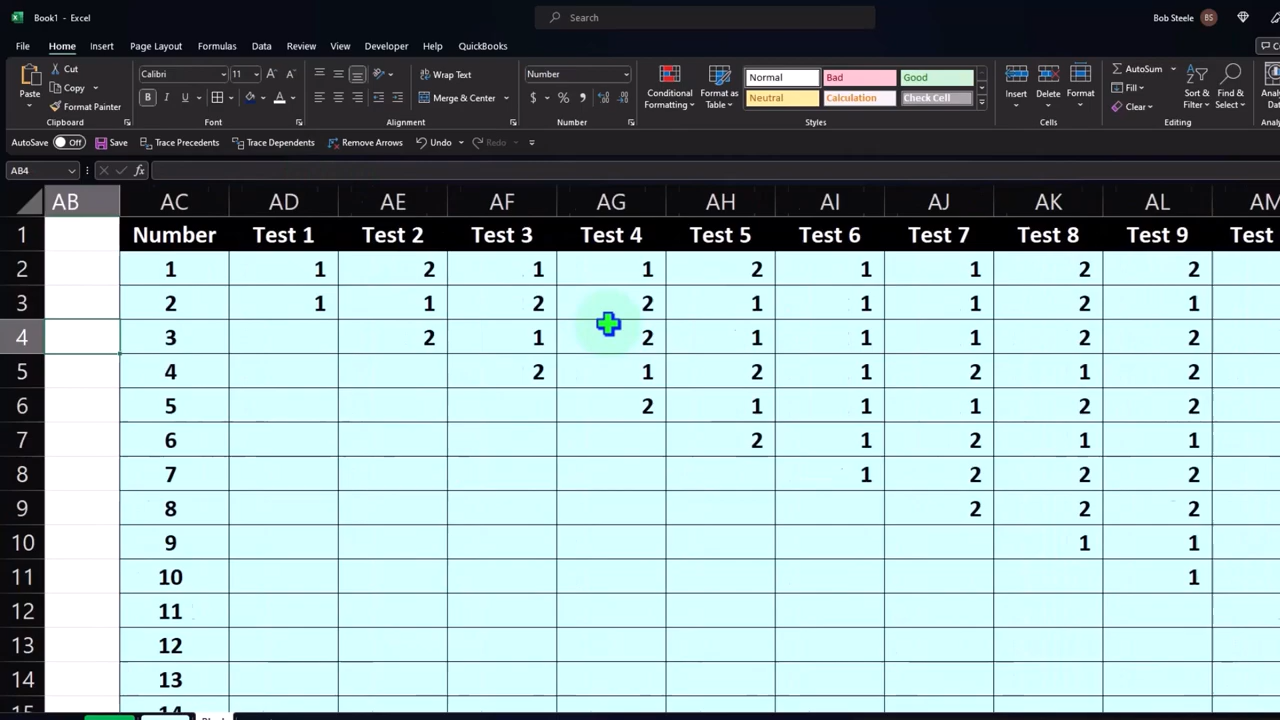 Book1 - Excel
Search
Bob Steele BS
File Home Insert Page Layout Formulas Data Review View Developer Help QuickBooks
Paste
Cut
Copy
Format Painter
Clipboard
Calibri 11
B I U
Font
Wrap Text
Merge & Center
Alignment
Number
$ % ,
Number
Conditional Formatting
Format as Table
Normal Bad Good
Neutral Calculation Check Cell
Styles
Insert Delete Format
Cells
AutoSum
Fill
Clear
Sort & Filter
Find & Select
Editing
AutoSave Off Save Trace Precedents Trace Dependents Remove Arrows Undo Redo
AB4 fx
AB AC AD AE AF AG AH AI AJ AK AL AM
1 Number Test 1 Test 2 Test 3 Test 4 Test 5 Test 6 Test 7 Test 8 Test 9 Test
2 1 1 2 1 1 2 1 1 2 2
3 2 1 1 2 2 1 1 1 2 1
4 3 2 1 2 1 1 1 2 2
5 4 2 1 2 1 2 1 2
6 5 2 1 1 1 2 2
7 6 2 1 2 1 1
8 7 1 2 2 2
9 8 2 2 2
10 9 1 1
11 10 1
12 11
13 12
14 13